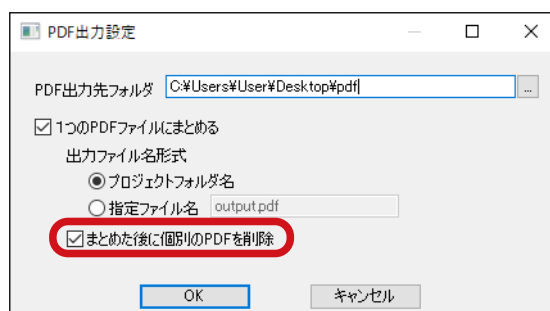 PDF出力設定
PDF出力先フォルダ C:¥Users¥User¥Desktop¥pdf ...
1つのPDFファイルにまとめる
出力ファイル名形式
プロジェクトフォルダ名
指定ファイル名 output.pdf
まとめた後に個別のPDFを削除
OK キャンセル